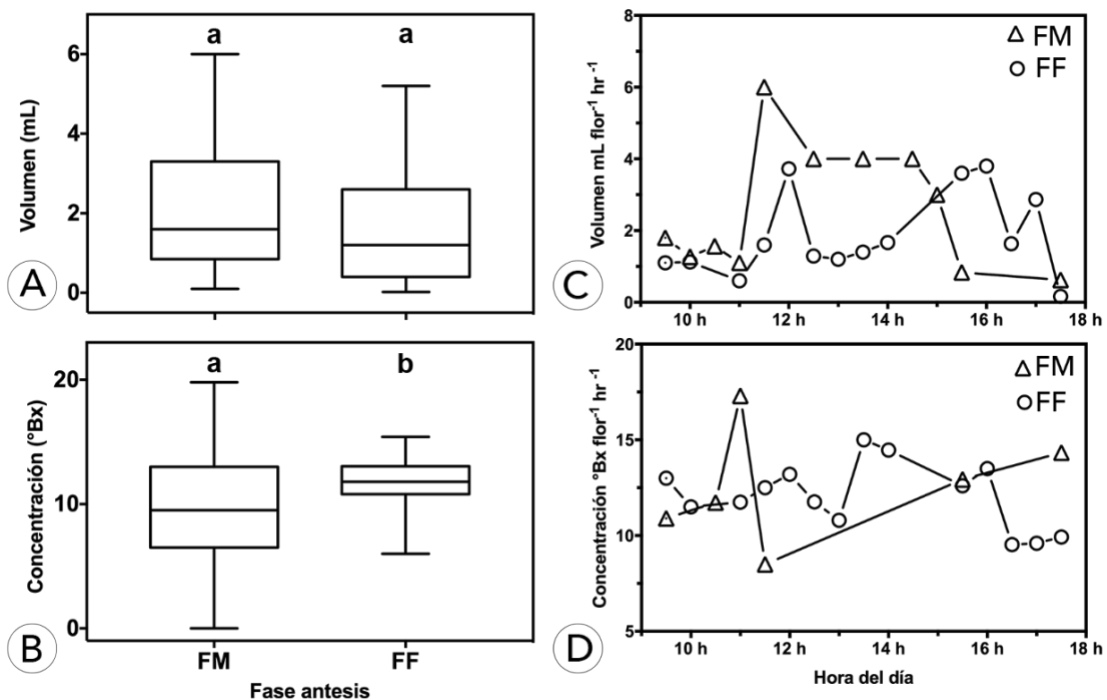 A
Volumen (mL)
6
4
2
0
a a
B
Concentración (°Bx)
20
10
0
a b
FM FF
Fase antesis
C
Volumen mL flor⁻¹ hr ⁻¹
8
6
4
2
0
FM
FF
10 h 12 h 14 h 16 h 18 h
D
Concentración °Bx flor⁻¹ hr ⁻¹
20
15
10
5
FM
FF
10 h 12 h 14 h 16 h 18 h
Hora del día